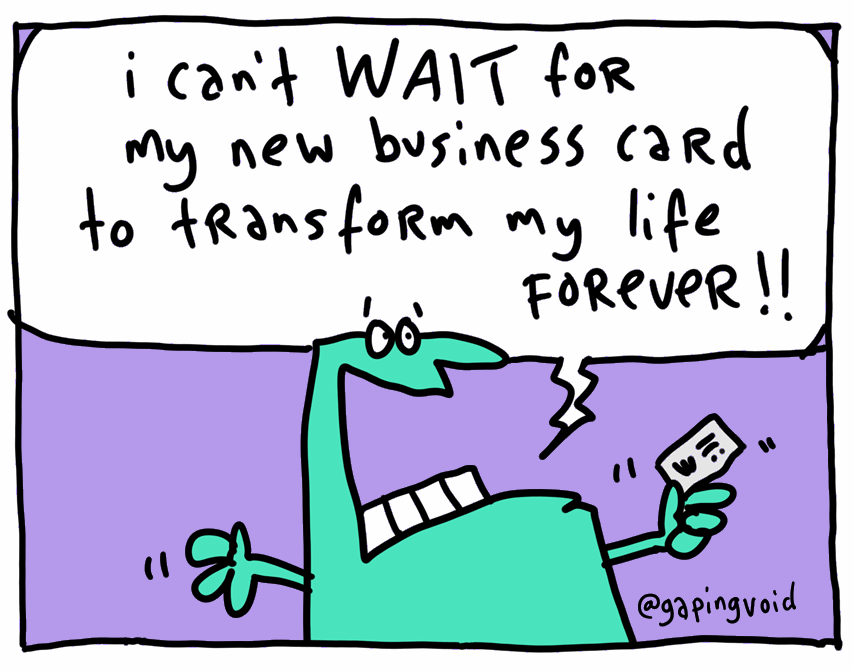 i can't WAIT for
my new business card
to transform my life
FOREVER!!
W
@gapingvoid